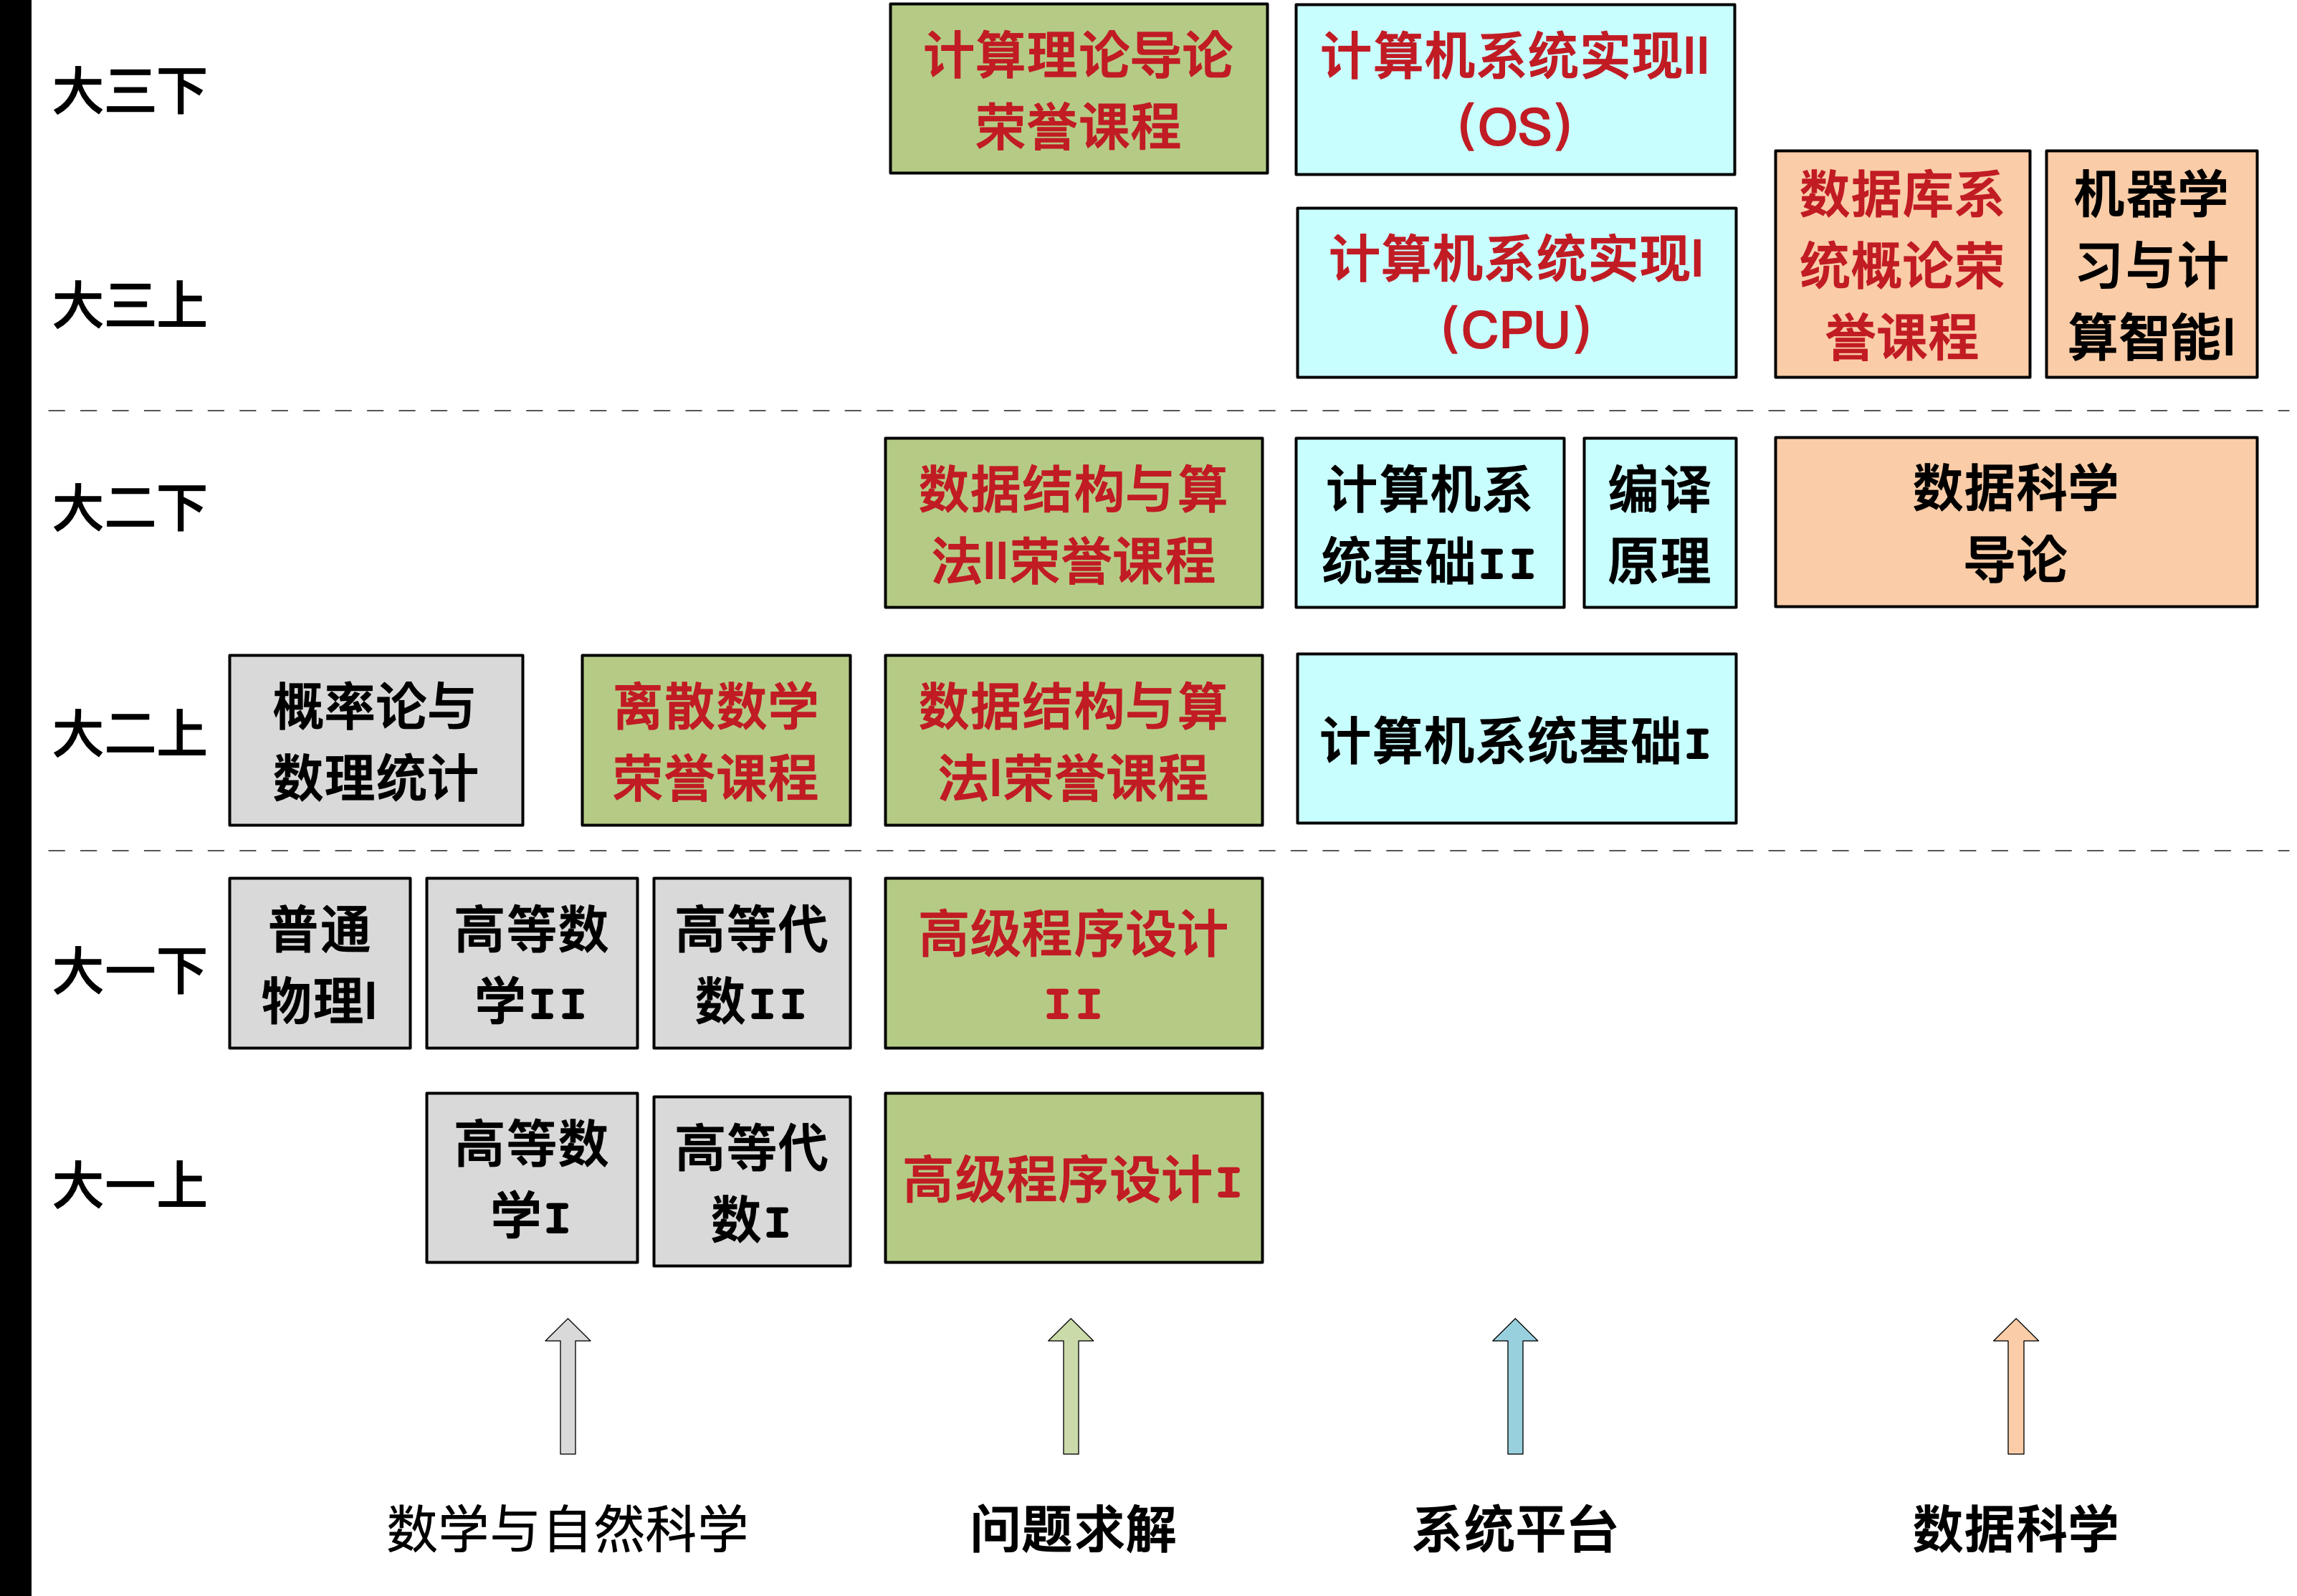 大三下
计算理论导论
荣誉课程
计算机系统实现II
(OS)
大三上
计算机系统实现I
(CPU)
数据库系
统概论荣
誉课程
机器学
习与计
算智能I
大二下
数据结构与算
法II荣誉课程
计算机系
统基础II
编译
原理
数据科学
导论
大二上
概率论与
数理统计
离散数学
荣誉课程
数据结构与算
法I荣誉课程
计算机系统基础I
大一下
普通
物理I
高等数
学II
高等代
数II
高级程序设计
II
大一上
高等数
学I
高等代
数I
高级程序设计I
数学与自然科学
问题求解
系统平台
数据科学